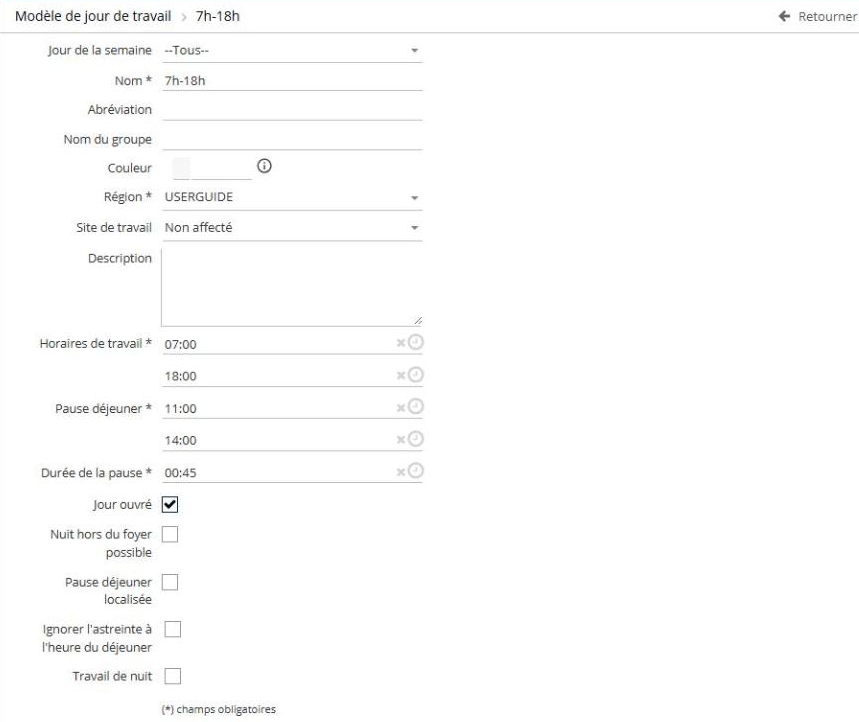 Modèle de jour de travail > 7h-18h
Retourner
Jour de la semaine --Tous--
Nom * 7h-18h
Abréviation
Nom du groupe
Couleur
Région * USERGUIDE
Site de travail Non affecté
Description
Horaires de travail * 07:00
18:00
Pause déjeuner * 11:00
14:00
Durée de la pause * 00:45
Jour ouvré
Nuit hors du foyer
possible
Pause déjeuner
localisée
Ignorer l'astreinte à
l'heure du déjeuner
Travail de nuit
(*) champs obligatoires